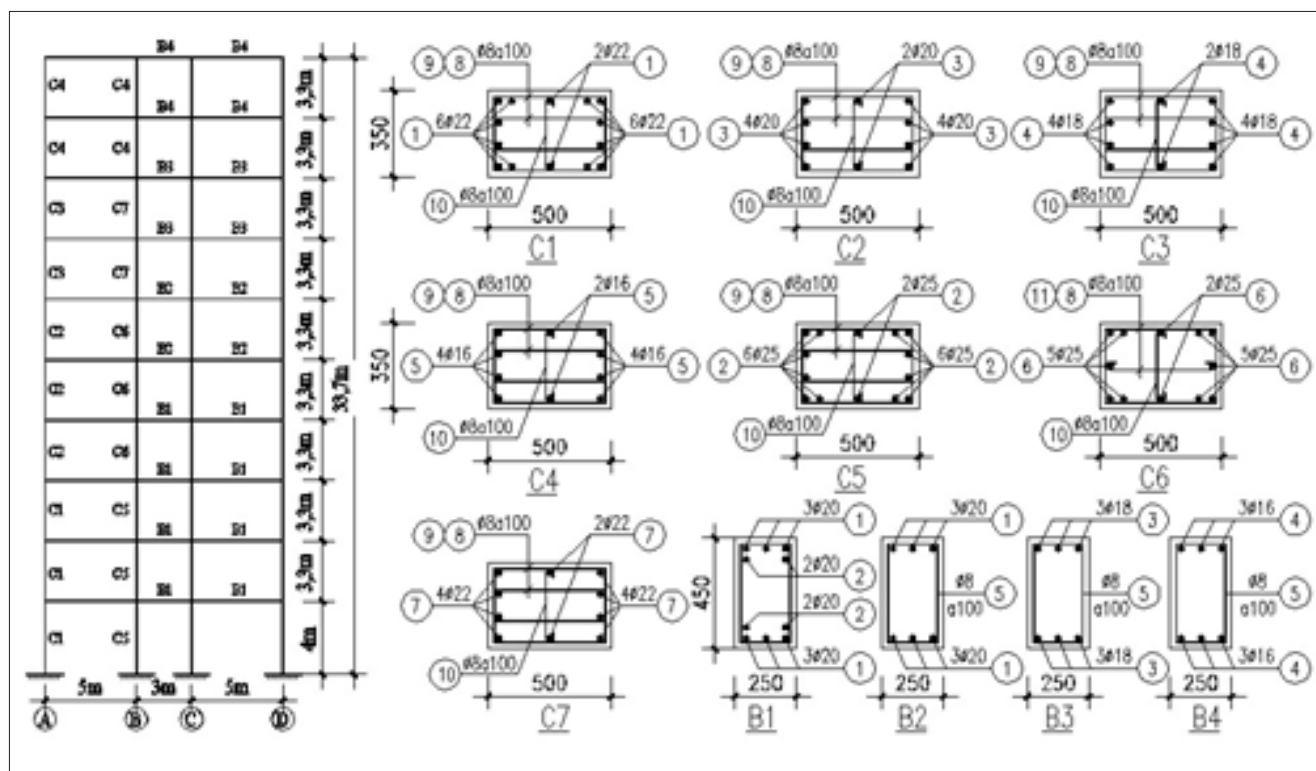 B4 B4
C4 C4 3,3m
B4 B4
C4 C4 3,3m
B3 B3
C3 C7 3,3m
B3 B3
C3 C7 3,3m
B2 B2
C6 3,3m
B2 B2
C6 3,3m
B1 B1
C2 C6 3,3m
B1 B1
C1 C5 3,3m
B1 B1
C1 C5 3,3m
B1 B1
C1 C5 4m
33,7m
5m 3m 5m
A B C D
9 8 ø8a100 2ø22 1
350
1 6ø22 6ø22 1
10 ø8a100
500
C1
9 8 ø8a100 2ø20 3
3 4ø20 4ø20 3
10 ø8a100
500
C2
9 8 ø8a100 2ø18 4
4 4ø18 4ø18 4
10 ø8a100
500
C3
9 8 ø8a100 2ø16 5
350
5 4ø16 4ø16 5
10 ø8a100
500
C4
9 8 ø8a100 2ø25 2
2 6ø25 6ø25 2
10 ø8a100
500
C5
11 8 ø8a100 2ø25 6
6 5ø25 5ø25 6
10 ø8a100
500
C6
9 8 ø8a100 2ø22 7
7 4ø22 4ø22 7
10 ø8a100
500
C7
3ø20 1
450
2ø20 2
2ø20 2
3ø20 1
250
B1
3ø20 1
ø8
a100 5
3ø20 1
250
B2
3ø18 3
ø8
a100 5
3ø18 3
250
B3
3ø16 4
ø8
a100 5
3ø16 4
250
B4